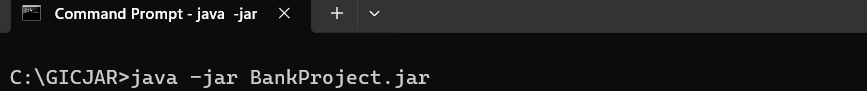 Command Prompt - java  -jar
C:\GICJAR>java -jar BankProject.jar